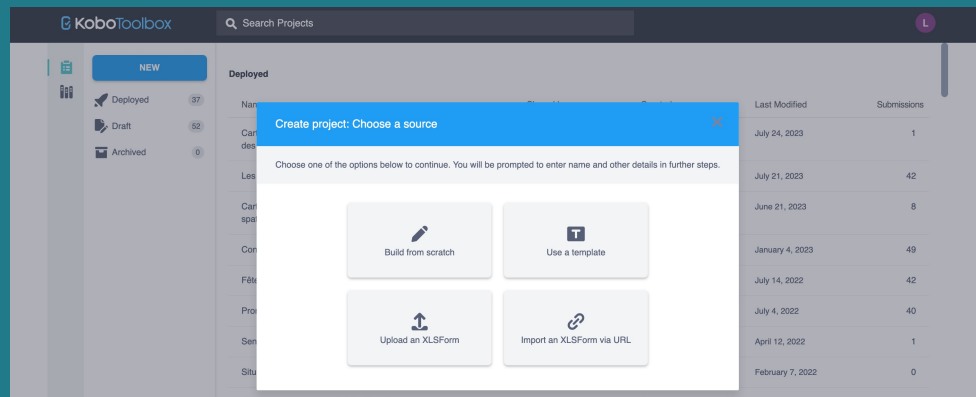 KoboToolbox
Search Projects
L
NEW
Deployed 37
Draft 52
Archived 0
Deployed
Last Modified Submissions
Create project: Choose a source
Choose one of the options below to continue. You will be prompted to enter name and other details in further steps.
Build from scratch
Use a template
Upload an XLSForm
Import an XLSForm via URL
des
Les
July 24, 2023 1
July 21, 2023 42
June 21, 2023 8
January 4, 2023 49
July 14, 2022 42
July 4, 2022 40
April 12, 2022 1
February 7, 2022 0